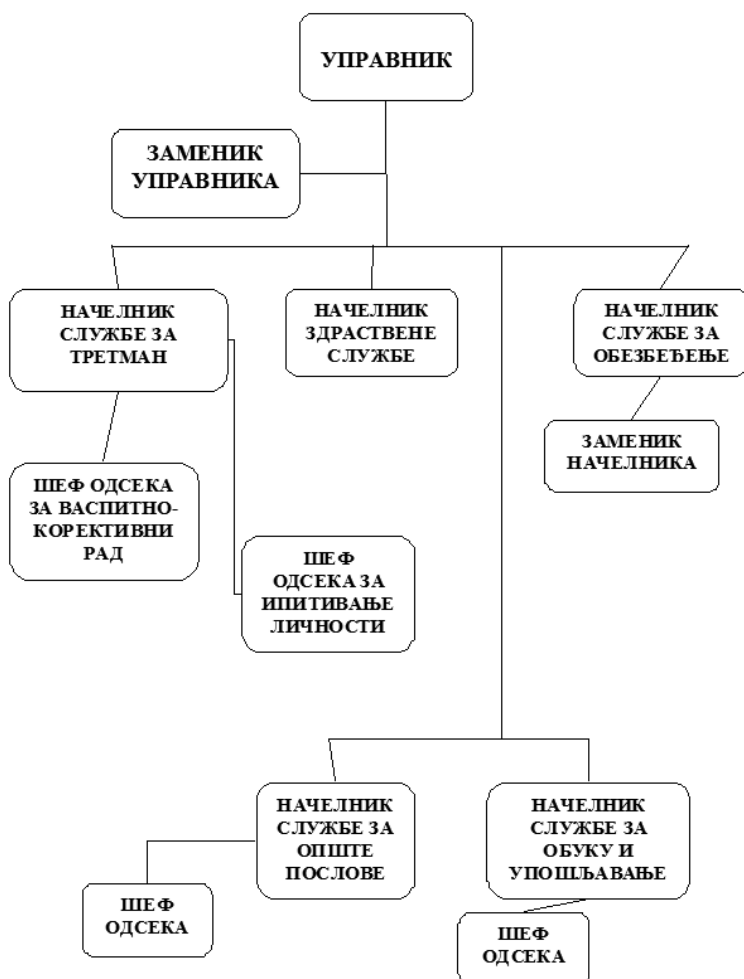 УПРАВНИК
ЗАМЕНИК
УПРАВНИКА
НАЧЕЛНИК
СЛУЖБЕ ЗА
ТРЕТМАН
НАЧЕЛНИК
ЗДРАСТВЕНЕ
СЛУЖБЕ
НАЧЕЛНИК
СЛУЖБЕ ЗА
ОБЕЗБЕЂЕЊЕ
ЗАМЕНИК
НАЧЕЛНИКА
ШЕФ ОДСЕКА
ЗА ВАСПИТНО-
КОРЕКТИВНИ
РАД
ШЕФ
ОДСЕКА ЗА
ИПИТИВАЊЕ
ЛИЧНОСТИ
НАЧЕЛНИК
СЛУЖБЕ ЗА
ОПШТЕ
ПОСЛОВЕ
НАЧЕЛНИК
СЛУЖБЕ ЗА
ОБУКУ И
УПОШЉАВАЊЕ
ШЕФ
ОДСЕКА
ШЕФ
ОДСЕКА